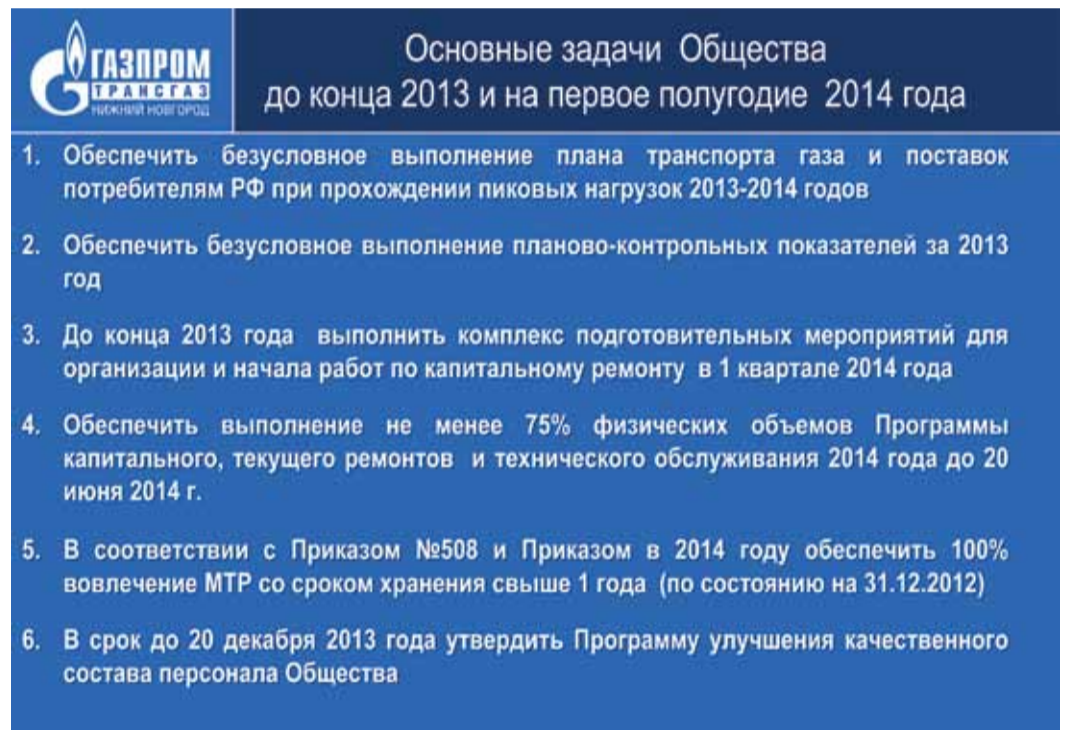 ГАЗПРОМ
ТРАНСГАЗ
НИЖНИЙ НОВГОРОД
Основные задачи Общества
до конца 2013 и на первое полугодие 2014 года
1. Обеспечить безусловное выполнение плана транспорта газа и поставок
потребителям РФ при прохождении пиковых нагрузок 2013-2014 годов
2. Обеспечить безусловное выполнение планово-контрольных показателей за 2013
год
3. До конца 2013 года выполнить комплекс подготовительных мероприятий для
организации и начала работ по капитальному ремонту в 1 квартале 2014 года
4. Обеспечить выполнение не менее 75% физических объемов Программы
капитального, текущего ремонтов и технического обслуживания 2014 года до 20
июня 2014 г.
5. В соответствии с Приказом №508 и Приказом в 2014 году обеспечить 100%
вовлечение МТР со сроком хранения свыше 1 года (по состоянию на 31.12.2012)
6. В срок до 20 декабря 2013 года утвердить Программу улучшения качественного
состава персонала Общества